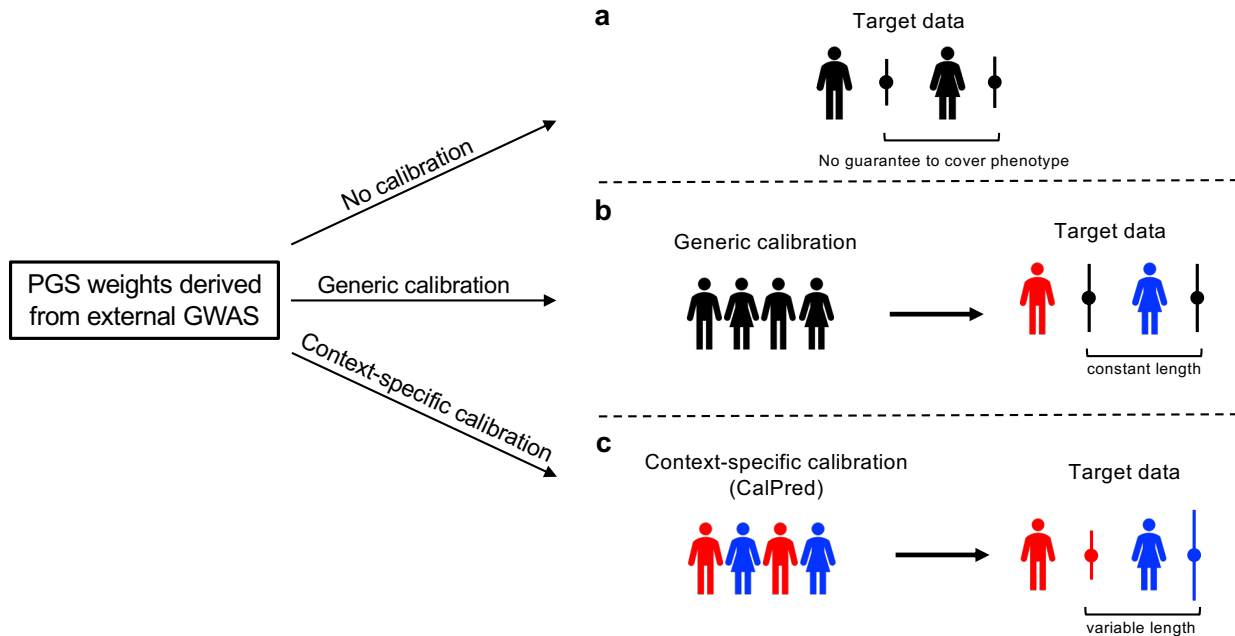 PGS weights derived
from external GWAS
No calibration
Generic calibration
Context-specific calibration
a
Target data
No guarantee to cover phenotype
b
Generic calibration
Target data
constant length
c
Context-specific calibration
(CalPred)
Target data
variable length